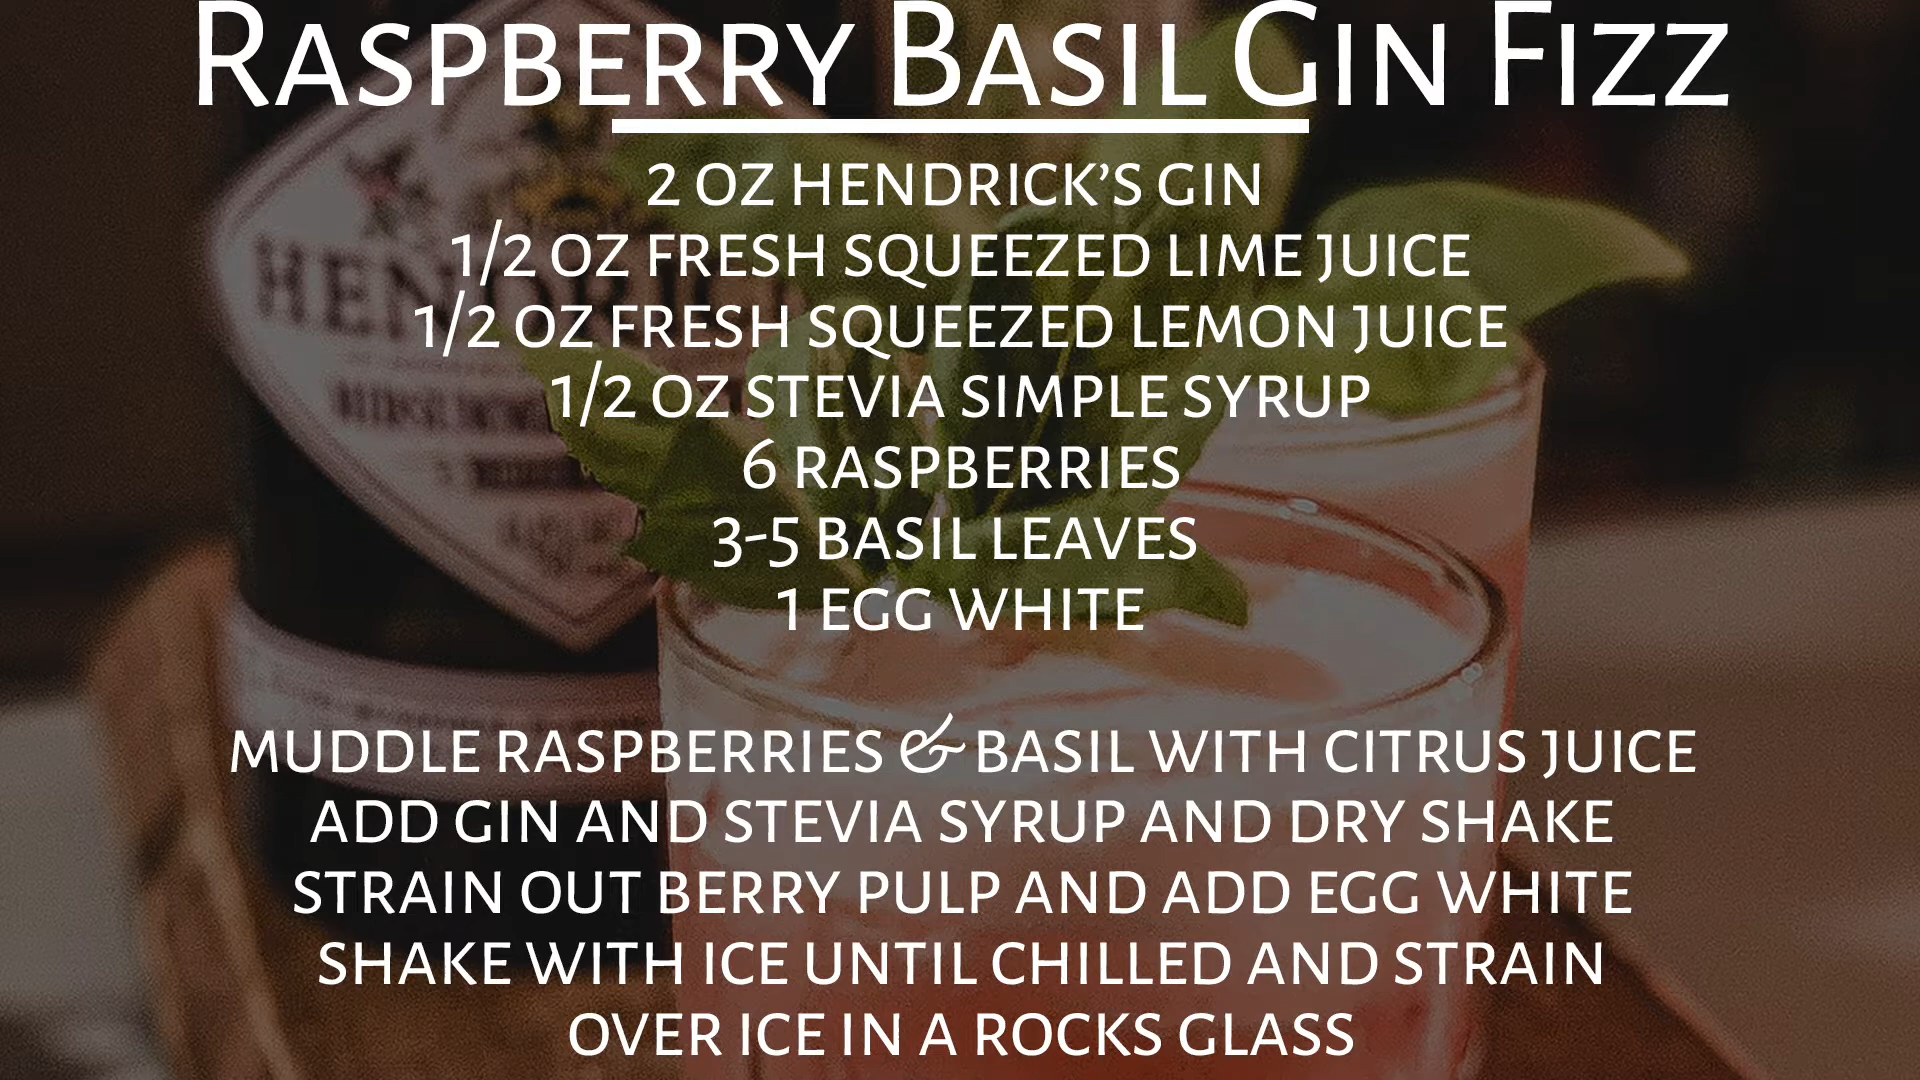 Raspberry Basil Gin Fizz
2 OZ HENDRICK'S GIN
1/2 OZ FRESH SQUEEZED LIME JUICE
1/2 OZ FRESH SQUEEZED LEMON JUICE
1/2 OZ STEVIA SIMPLE SYRUP
6 RASPBERRIES
3-5 BASIL LEAVES
1 EGG WHITE
MUDDLE RASPBERRIES & BASIL WITH CITRUS JUICE
ADD GIN AND STEVIA SYRUP AND DRY SHAKE
STRAIN OUT BERRY PULP AND ADD EGG WHITE
SHAKE WITH ICE UNTIL CHILLED AND STRAIN
OVER ICE IN A ROCKS GLASS